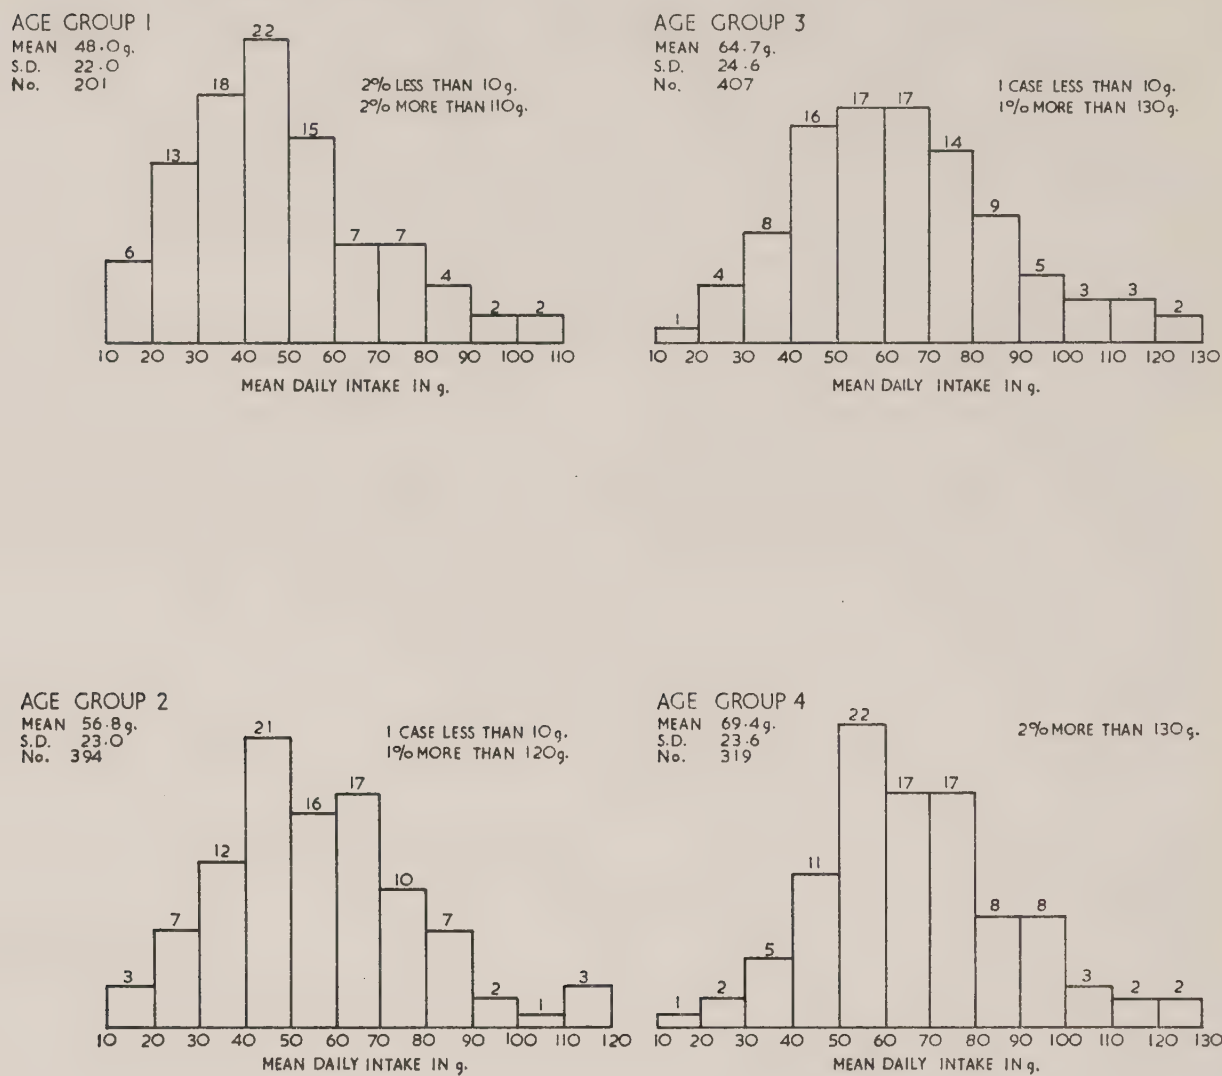 AGE GROUP 1
MEAN 48·0g.
S.D. 22·0
No. 201
2% LESS THAN 10g.
2% MORE THAN 110g.
6 13 18 22 15 7 7 4 2 2
10 20 30 40 50 60 70 80 90 100 110
MEAN DAILY INTAKE IN g.
AGE GROUP 3
MEAN 64·7g.
S.D. 24·6
No. 407
1 CASE LESS THAN 10g.
1% MORE THAN 130g.
1 4 8 16 17 17 14 9 5 3 3 2
10 20 30 40 50 60 70 80 90 100 110 120 130
MEAN DAILY INTAKE IN g.
AGE GROUP 2
MEAN 56·8g.
S.D. 23·0
No. 394
1 CASE LESS THAN 10g.
1% MORE THAN 120g.
3 7 12 21 16 17 10 7 2 1 3
10 20 30 40 50 60 70 80 90 100 110 120
MEAN DAILY INTAKE IN g.
AGE GROUP 4
MEAN 69·4g.
S.D. 23·6
No. 319
2% MORE THAN 130g.
1 2 5 11 22 17 17 8 8 3 2 2
10 20 30 40 50 60 70 80 90 100 110 120 130
MEAN DAILY INTAKE IN g.